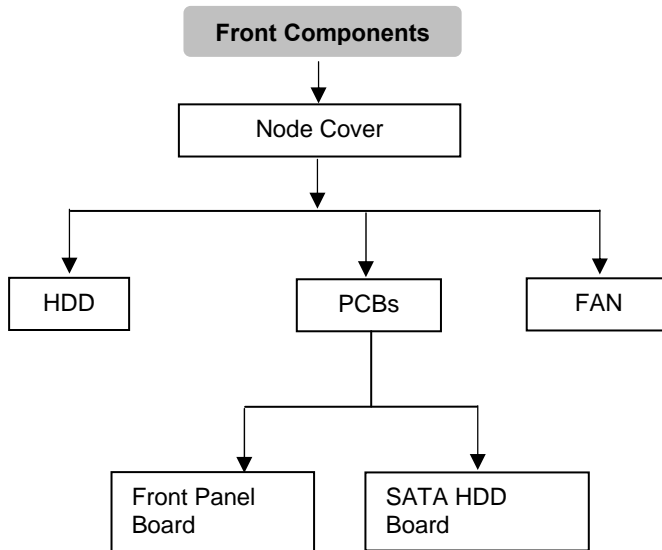 Front Components
Node Cover
HDD
PCBs
FAN
Front Panel
Board
SATA HDD
Board